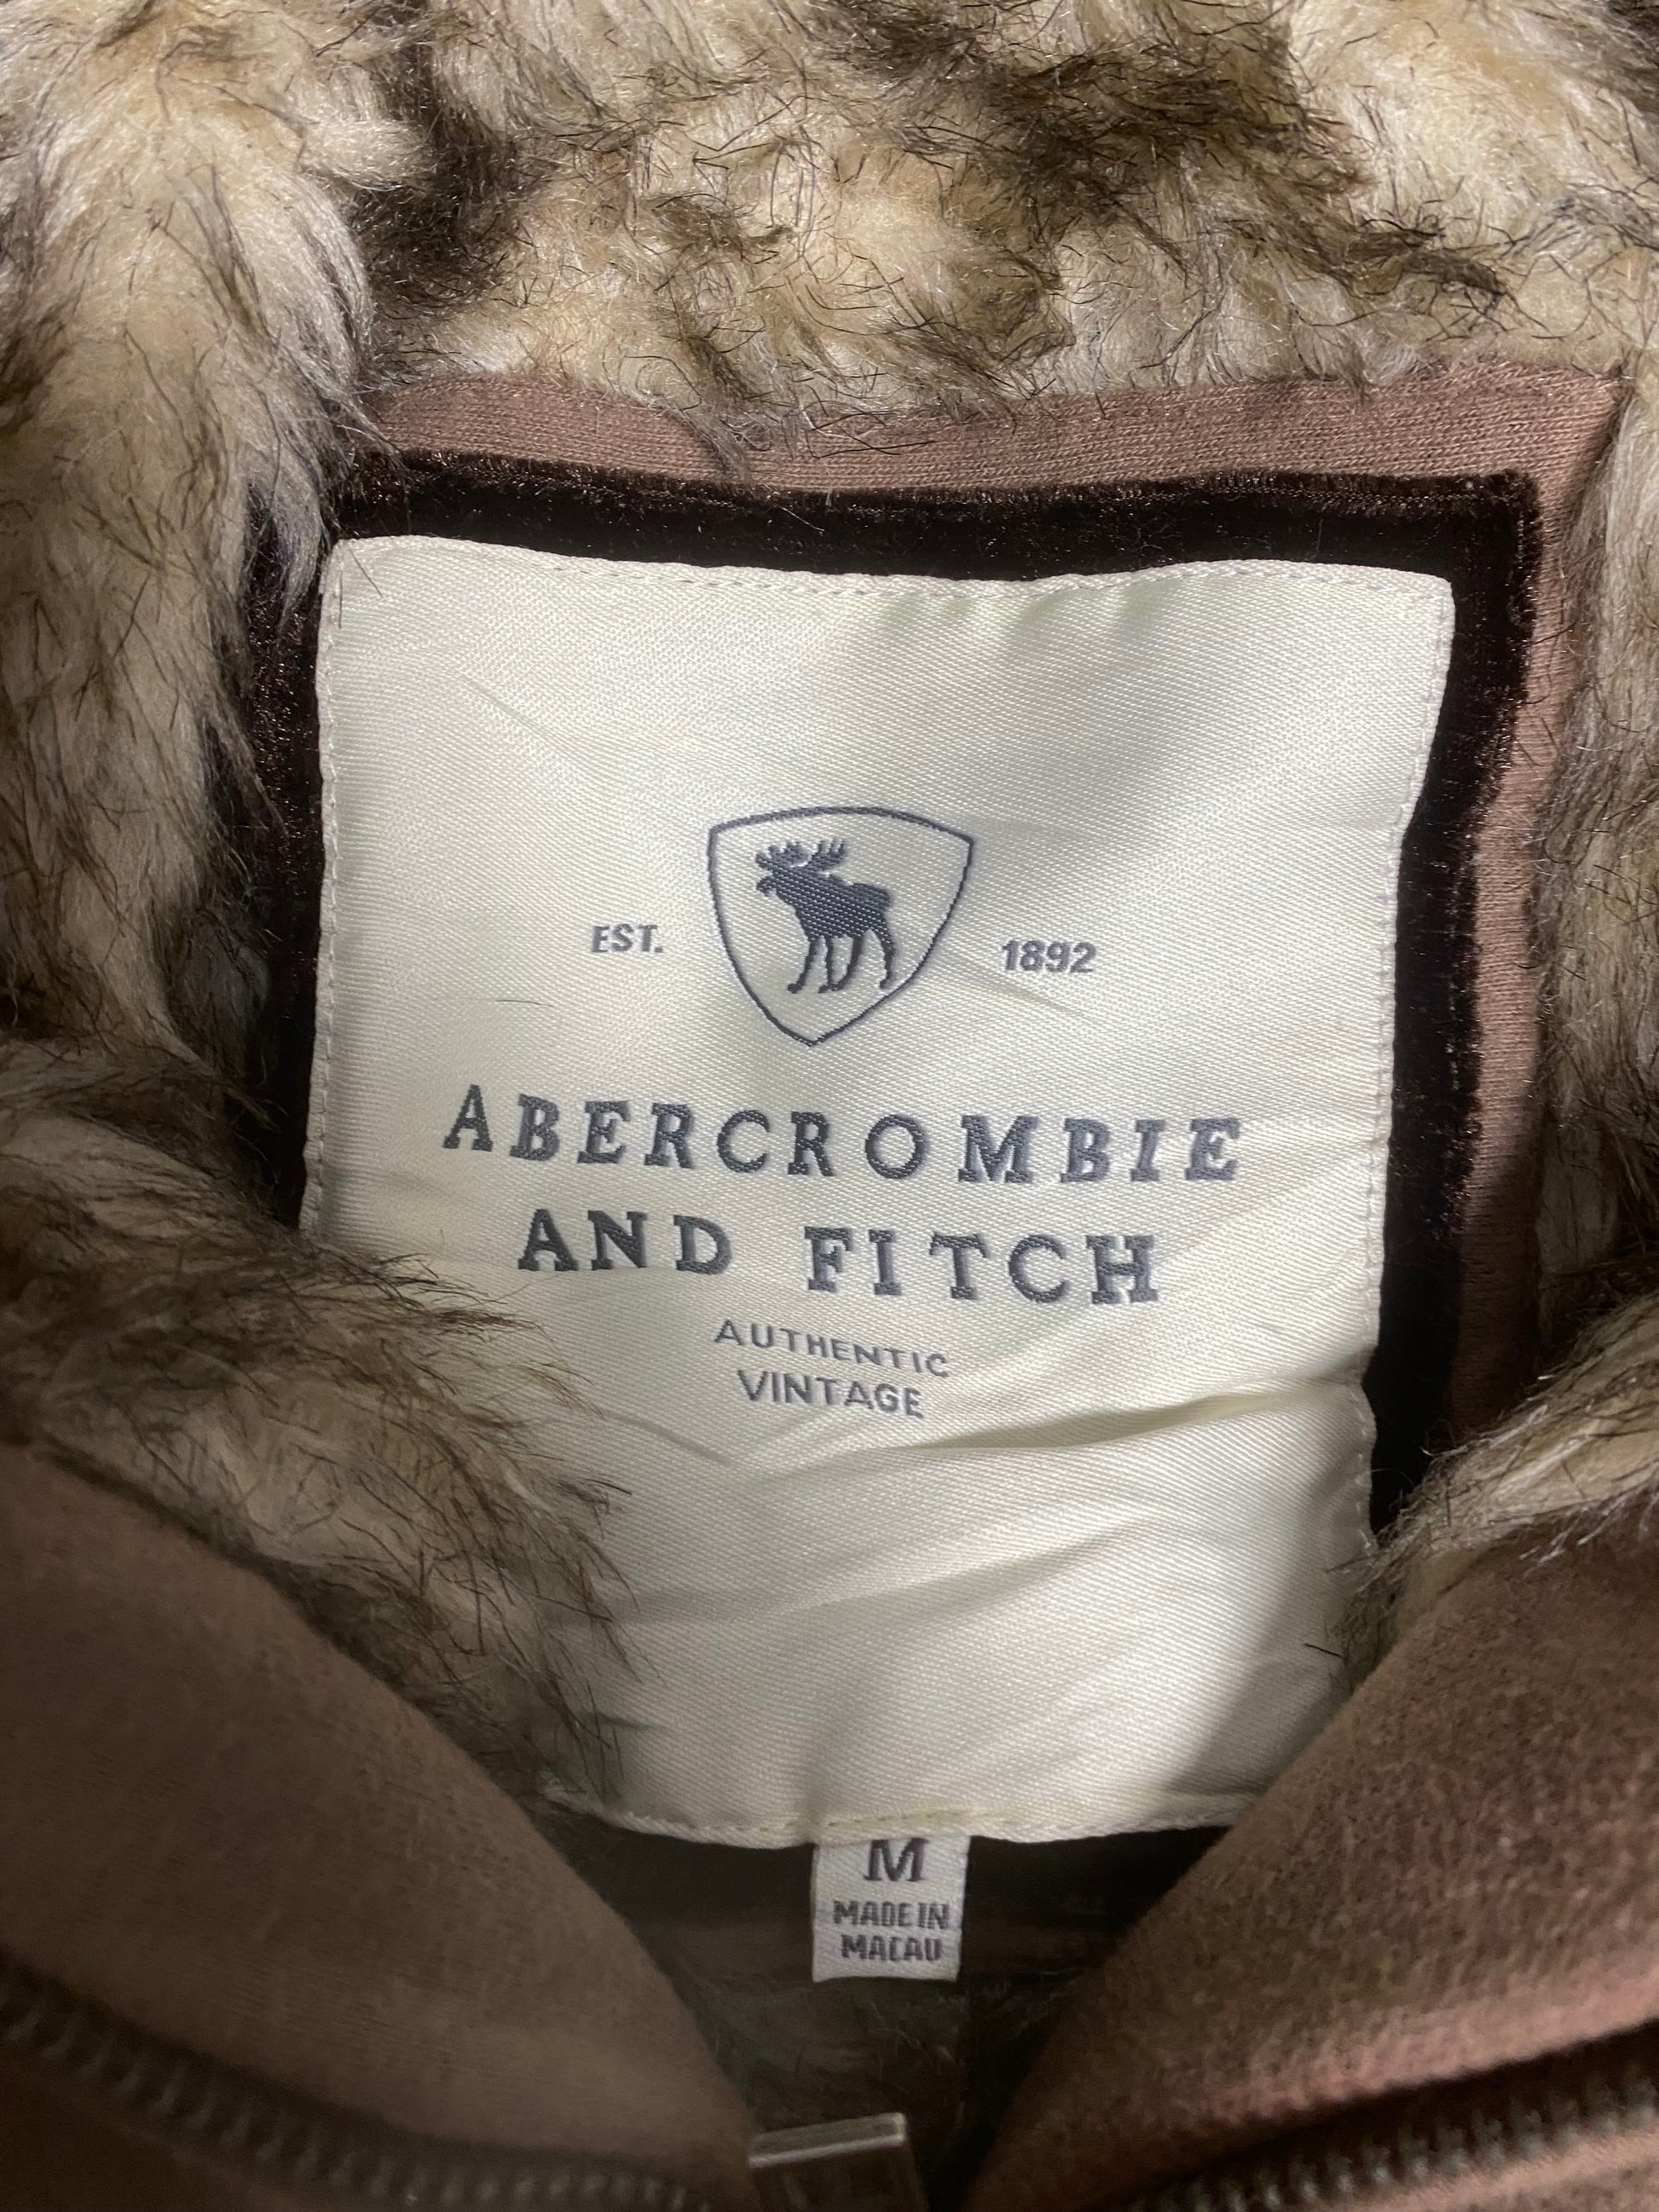 EST. 1892
ABERCROMBIE
AND FITCH
AUTHENTIC
VINTAGE
M
MADE IN
MACAU